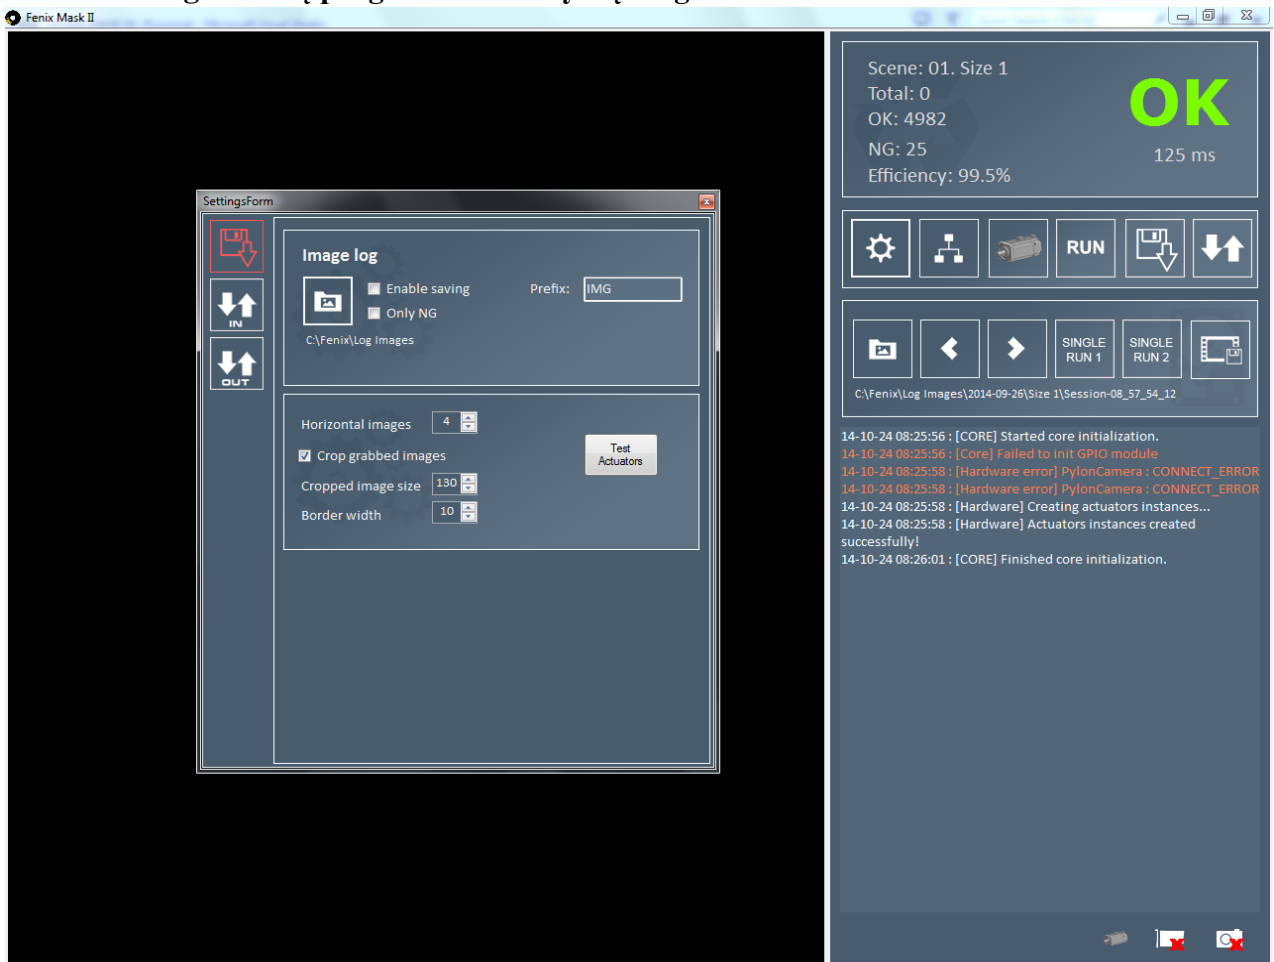 Fenix Mask II
Scene: 01. Size 1
Total: 0
OK: 4982
NG: 25
Efficiency: 99.5%
OK
125 ms
RUN
SINGLE
RUN 1
SINGLE
RUN 2
C:\Fenix\Log Images\2014-09-26\Size 1\Session-08_57_54_12
14-10-24 08:25:56 : [CORE] Started core initialization.
14-10-24 08:25:56 : [Core] Failed to init GPIO module
14-10-24 08:25:58 : [Hardware error] PylonCamera : CONNECT_ERROR
14-10-24 08:25:58 : [Hardware error] PylonCamera : CONNECT_ERROR
14-10-24 08:25:58 : [Hardware] Creating actuators instances...
14-10-24 08:25:58 : [Hardware] Actuators instances created
successfully!
14-10-24 08:26:01 : [CORE] Finished core initialization.
SettingsForm
IN
OUT
Image log
Enable saving
Only NG
Prefix: IMG
C:\Fenix\Log Images
Horizontal images 4
Crop grabbed images
Cropped image size 130
Border width 10
Test
Actuators